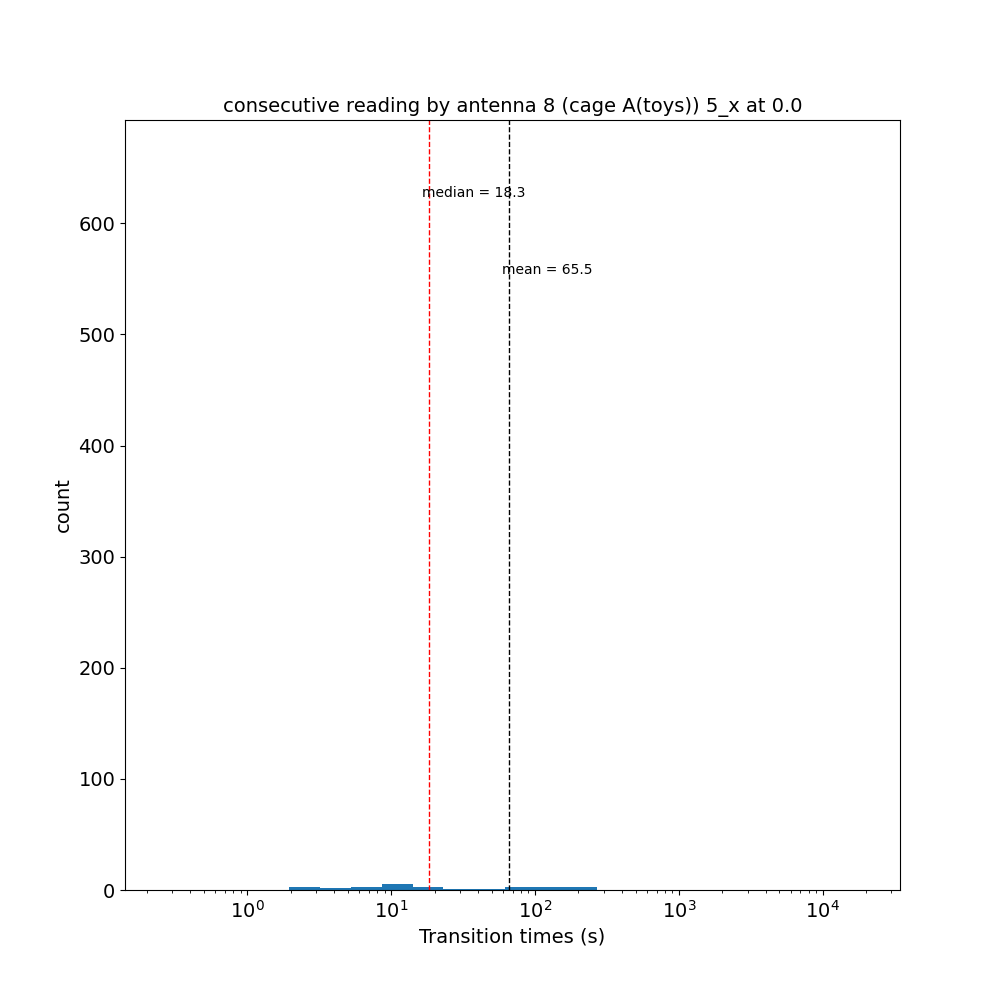 consecutive reading by antenna 8 (cage A(toys)) 5_x at 0.0
median = 18.3
mean = 65.5
600
500
400
300
200
100
0
count
10⁰ 10¹ 10² 10³ 10⁴
Transition times (s)